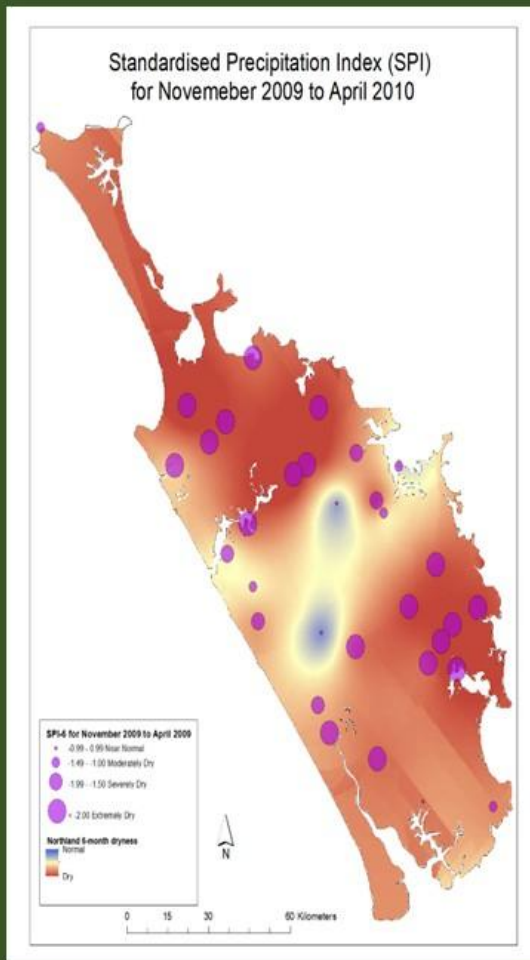 Standardised Precipitation Index (SPI)
for Novemeber 2009 to April 2010
SPI-6 for November 2009 to April 2009
-0.99 - 0.99 Near Normal
-1.49 - -1.00 Moderately Dry
-1.99 - -1.50 Severely Dry
< -2.00 Extremely Dry
Northland 6-month dryness
Normal
Dry
N
0 15 30 60 Kilometers